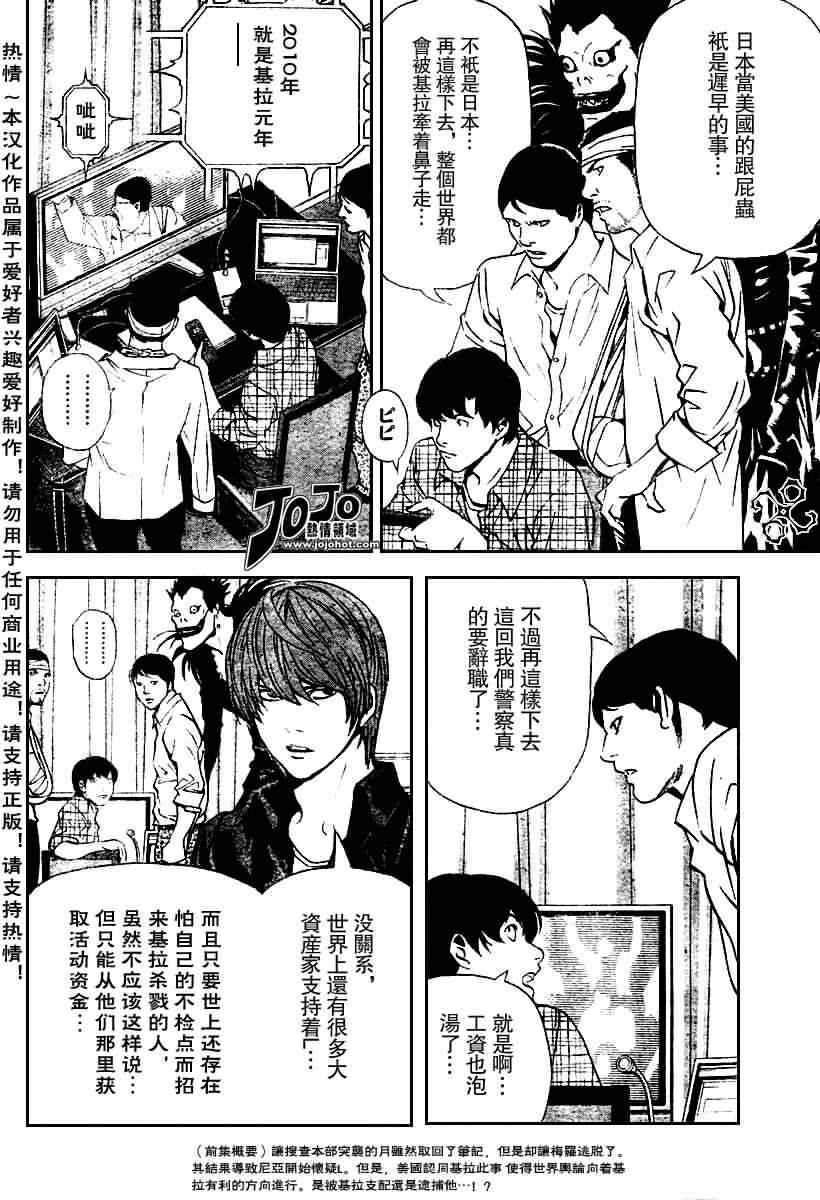 日本當美國的跟屁蟲
衹是遲早的事…
不衹是日本…
再這樣下去，整個世界都
會被基拉牽着鼻子走…
ビビ
2010年
就是基拉元年
——
呲呲
………
JOJO
熱情領域
www.jojohot.com
不過再這樣下去
這回我們警察真
的要辭職了…
就是啊…
工資也泡
湯了…
………
没關系，
世界上還有很多大
資産家支持着「…
而且只要世上还存在
怕自己的不检点而招
来基拉杀戮的人，
虽然不应该这样说…
但只能从他们那里获
取活动资金…
热情～本汉化作品属于爱好者兴趣爱好制作！请勿用于任何商业用途！请支持正版！请支持热情！
（前集概要）讓搜查本部突襲的月雖然取回了筆記，但是却讓梅羅逃脱了。
其結果導致尼亞開始懷疑L。但是，美國認同基拉此事 使得世界輿論向着基
拉有利的方向進行。是被基拉支配還是逮捕他…！？